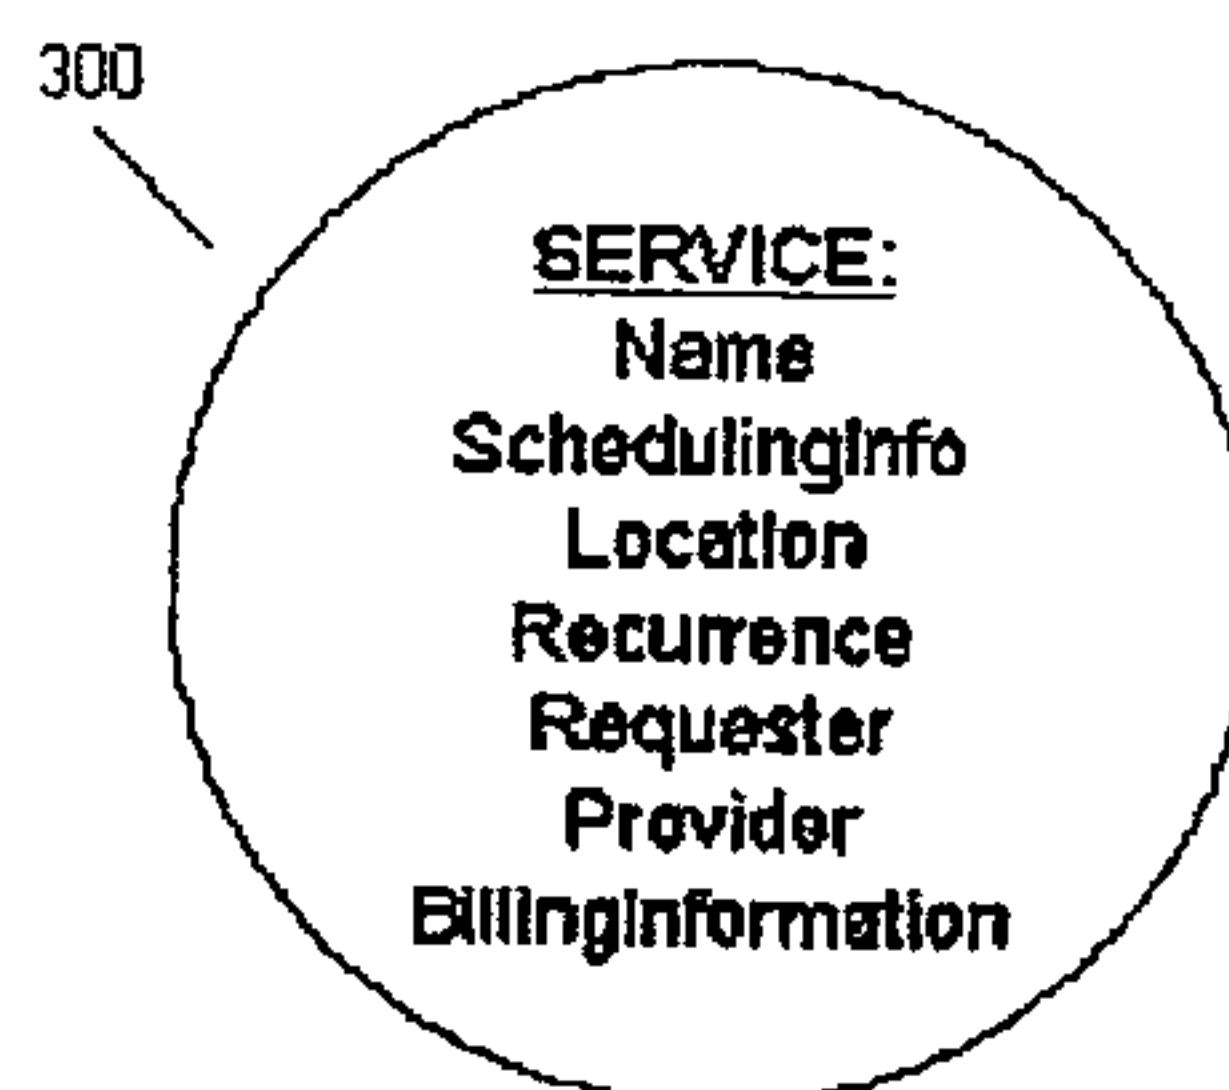 300
SERVICE:
Name
SchedulingInfo
Location
Recurrence
Requester
Provider
BillingInformation